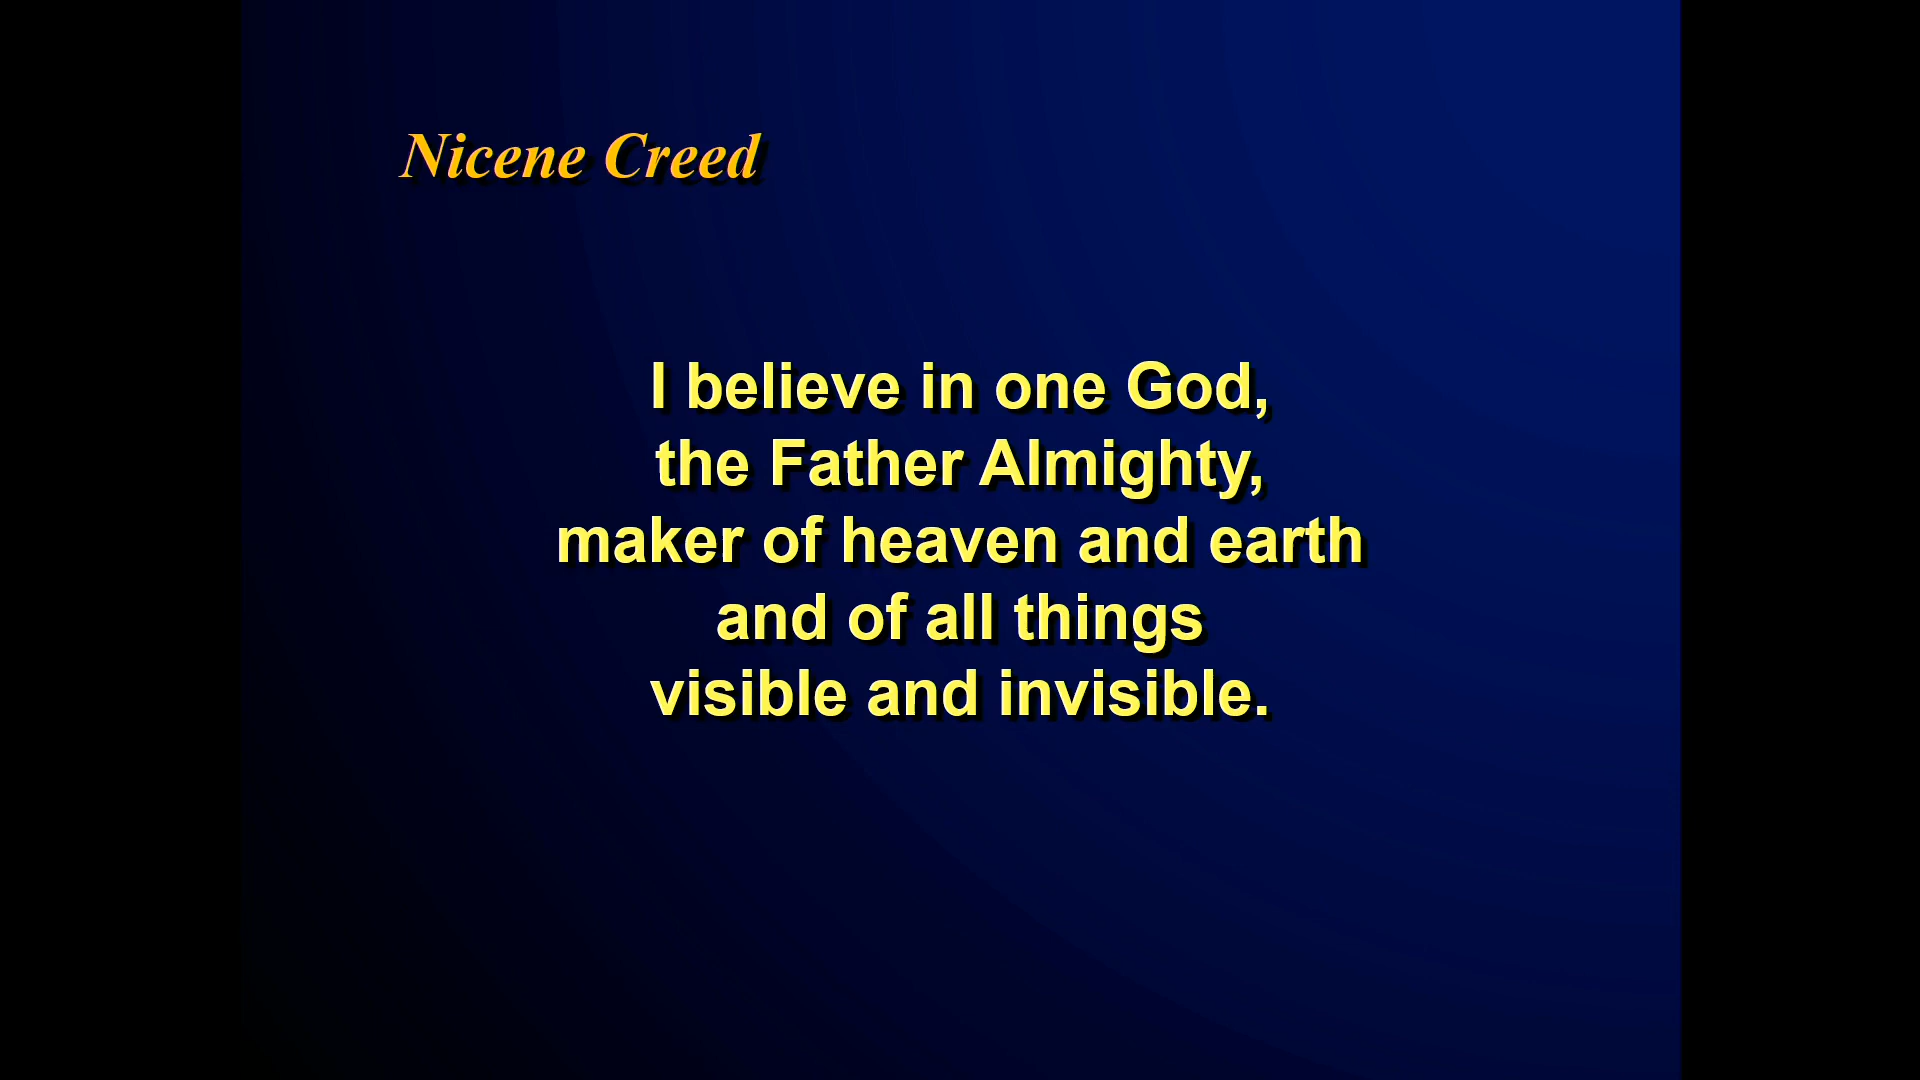 Nicene Creed
I believe in one God,
the Father Almighty,
maker of heaven and earth
and of all things
visible and invisible.